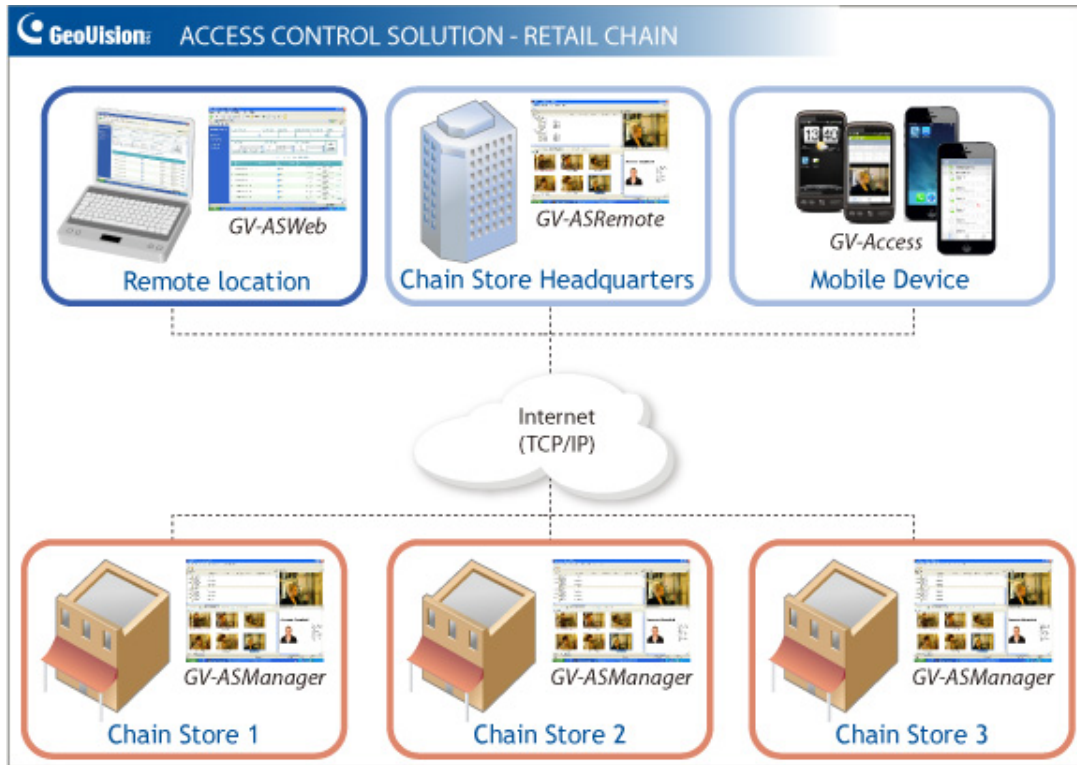 GeoVision ACCESS CONTROL SOLUTION - RETAIL CHAIN
GV-ASWeb
Remote location
GV-ASRemote
Chain Store Headquarters
GV-Access
Mobile Device
Internet
(TCP/IP)
GV-ASManager
Chain Store 1
GV-ASManager
Chain Store 2
GV-ASManager
Chain Store 3